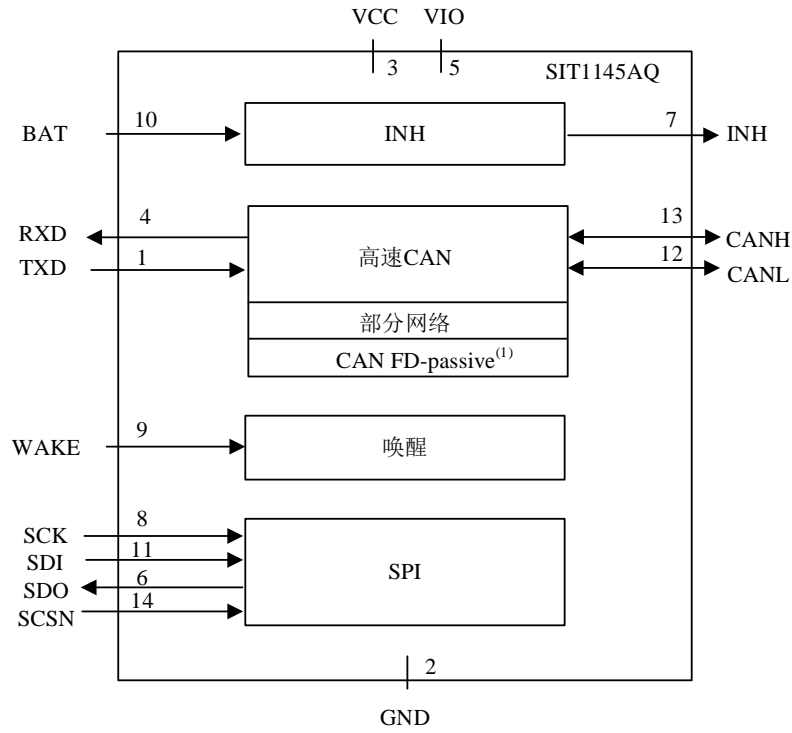 VCC VIO
3 5 SIT1145AQ
BAT 10 INH 7 INH
RXD 4 13 CANH
TXD 1 高速CAN 12 CANL
部分网络
CAN FD-passive(1)
WAKE 9 唤醒
SCK 8
SDI 11
SDO 6 SPI
SCSN 14
2
GND